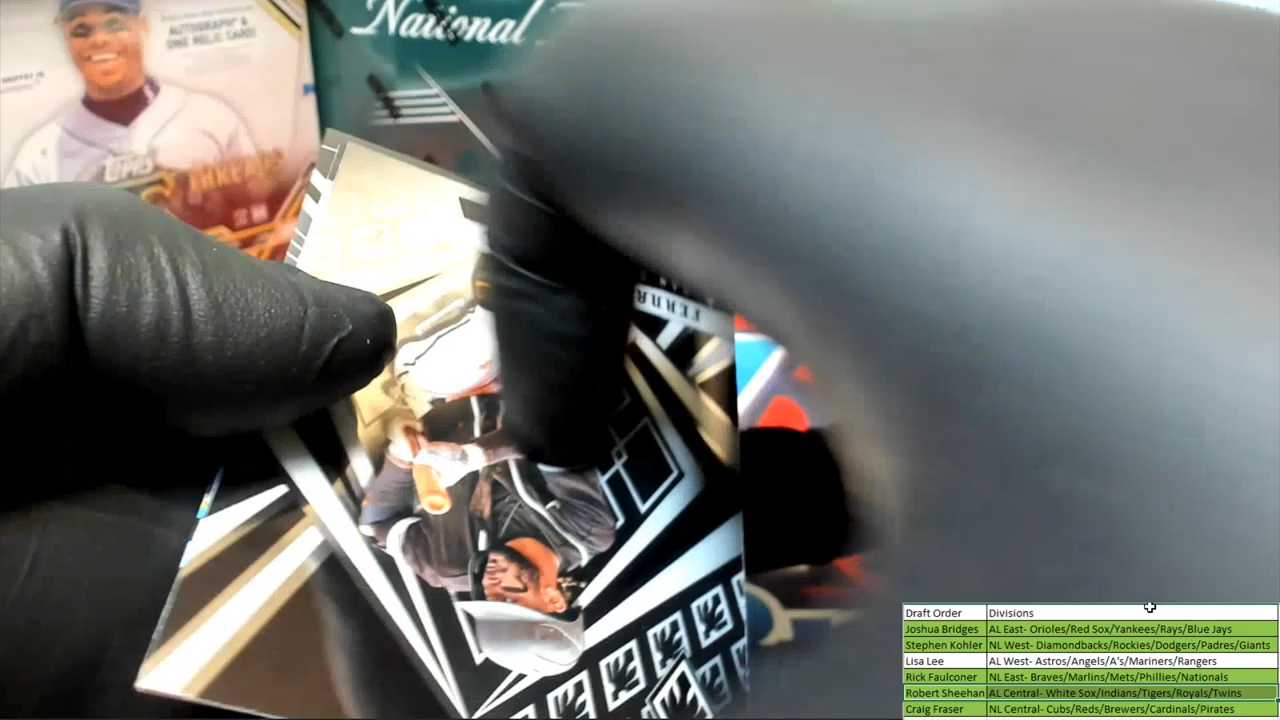 AUTOGRAPH &
ONE RELIC CARD!
National
TOPPS
Draft Order Divisions
Joshua Bridges AL East- Orioles/Red Sox/Yankees/Rays/Blue Jays
Stephen Kohler NL West- Diamondbacks/Rockies/Dodgers/Padres/Giants
Lisa Lee AL West- Astros/Angels/A's/Mariners/Rangers
Rick Faulconer NL East- Braves/Marlins/Mets/Phillies/Nationals
Robert Sheehan AL Central- White Sox/Indians/Tigers/Royals/Twins
Craig Fraser NL Central- Cubs/Reds/Brewers/Cardinals/Pirates